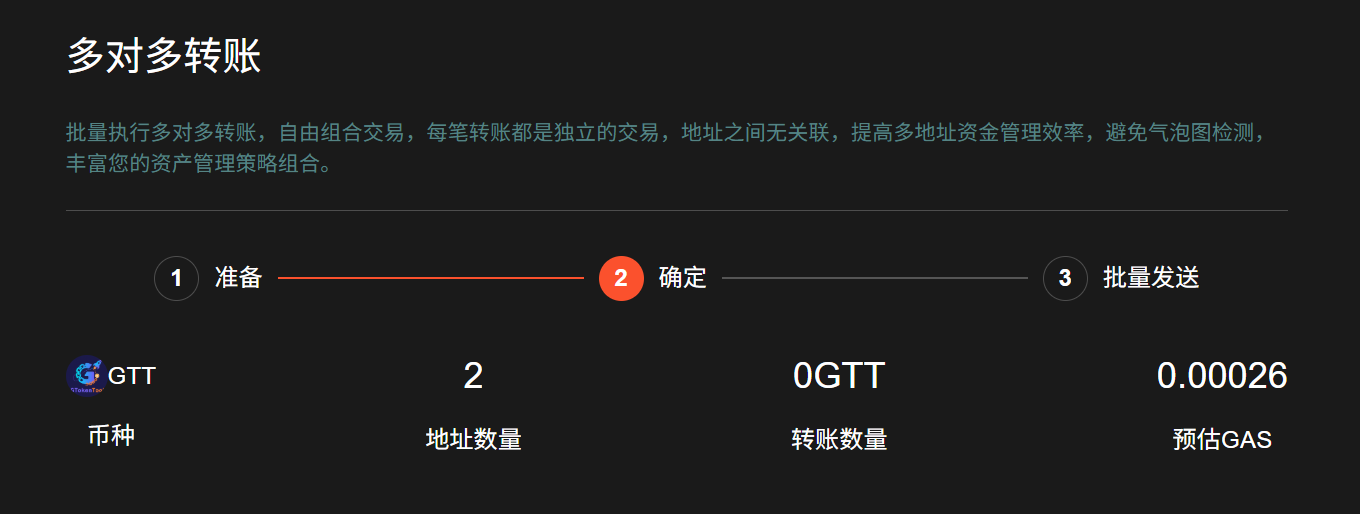 多对多转账
批量执行多对多转账，自由组合交易，每笔转账都是独立的交易，地址之间无关联，提高多地址资金管理效率，避免气泡图检测，
丰富您的资产管理策略组合。
1 准备 2 确定 3 批量发送
GTT 2 0GTT 0.00026
币种 地址数量 转账数量 预估GAS